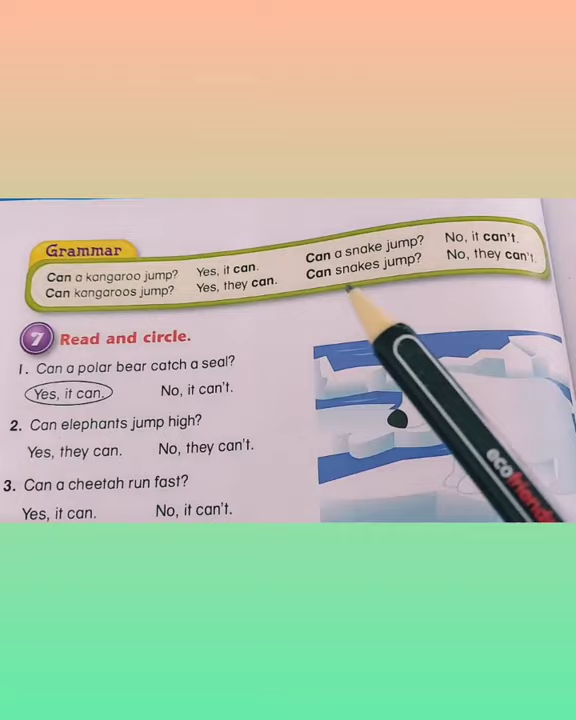 Grammar
Can a kangaroo jump? Yes, it can. Can a snake jump? No, it can't.
Can kangaroos jump? Yes, they can. Can snakes jump? No, they can't.
7 Read and circle.
1. Can a polar bear catch a seal?
Yes, it can. No, it can't.
2. Can elephants jump high?
Yes, they can. No, they can't.
3. Can a cheetah run fast?
Yes, it can. No, it can't.
ecofriendly